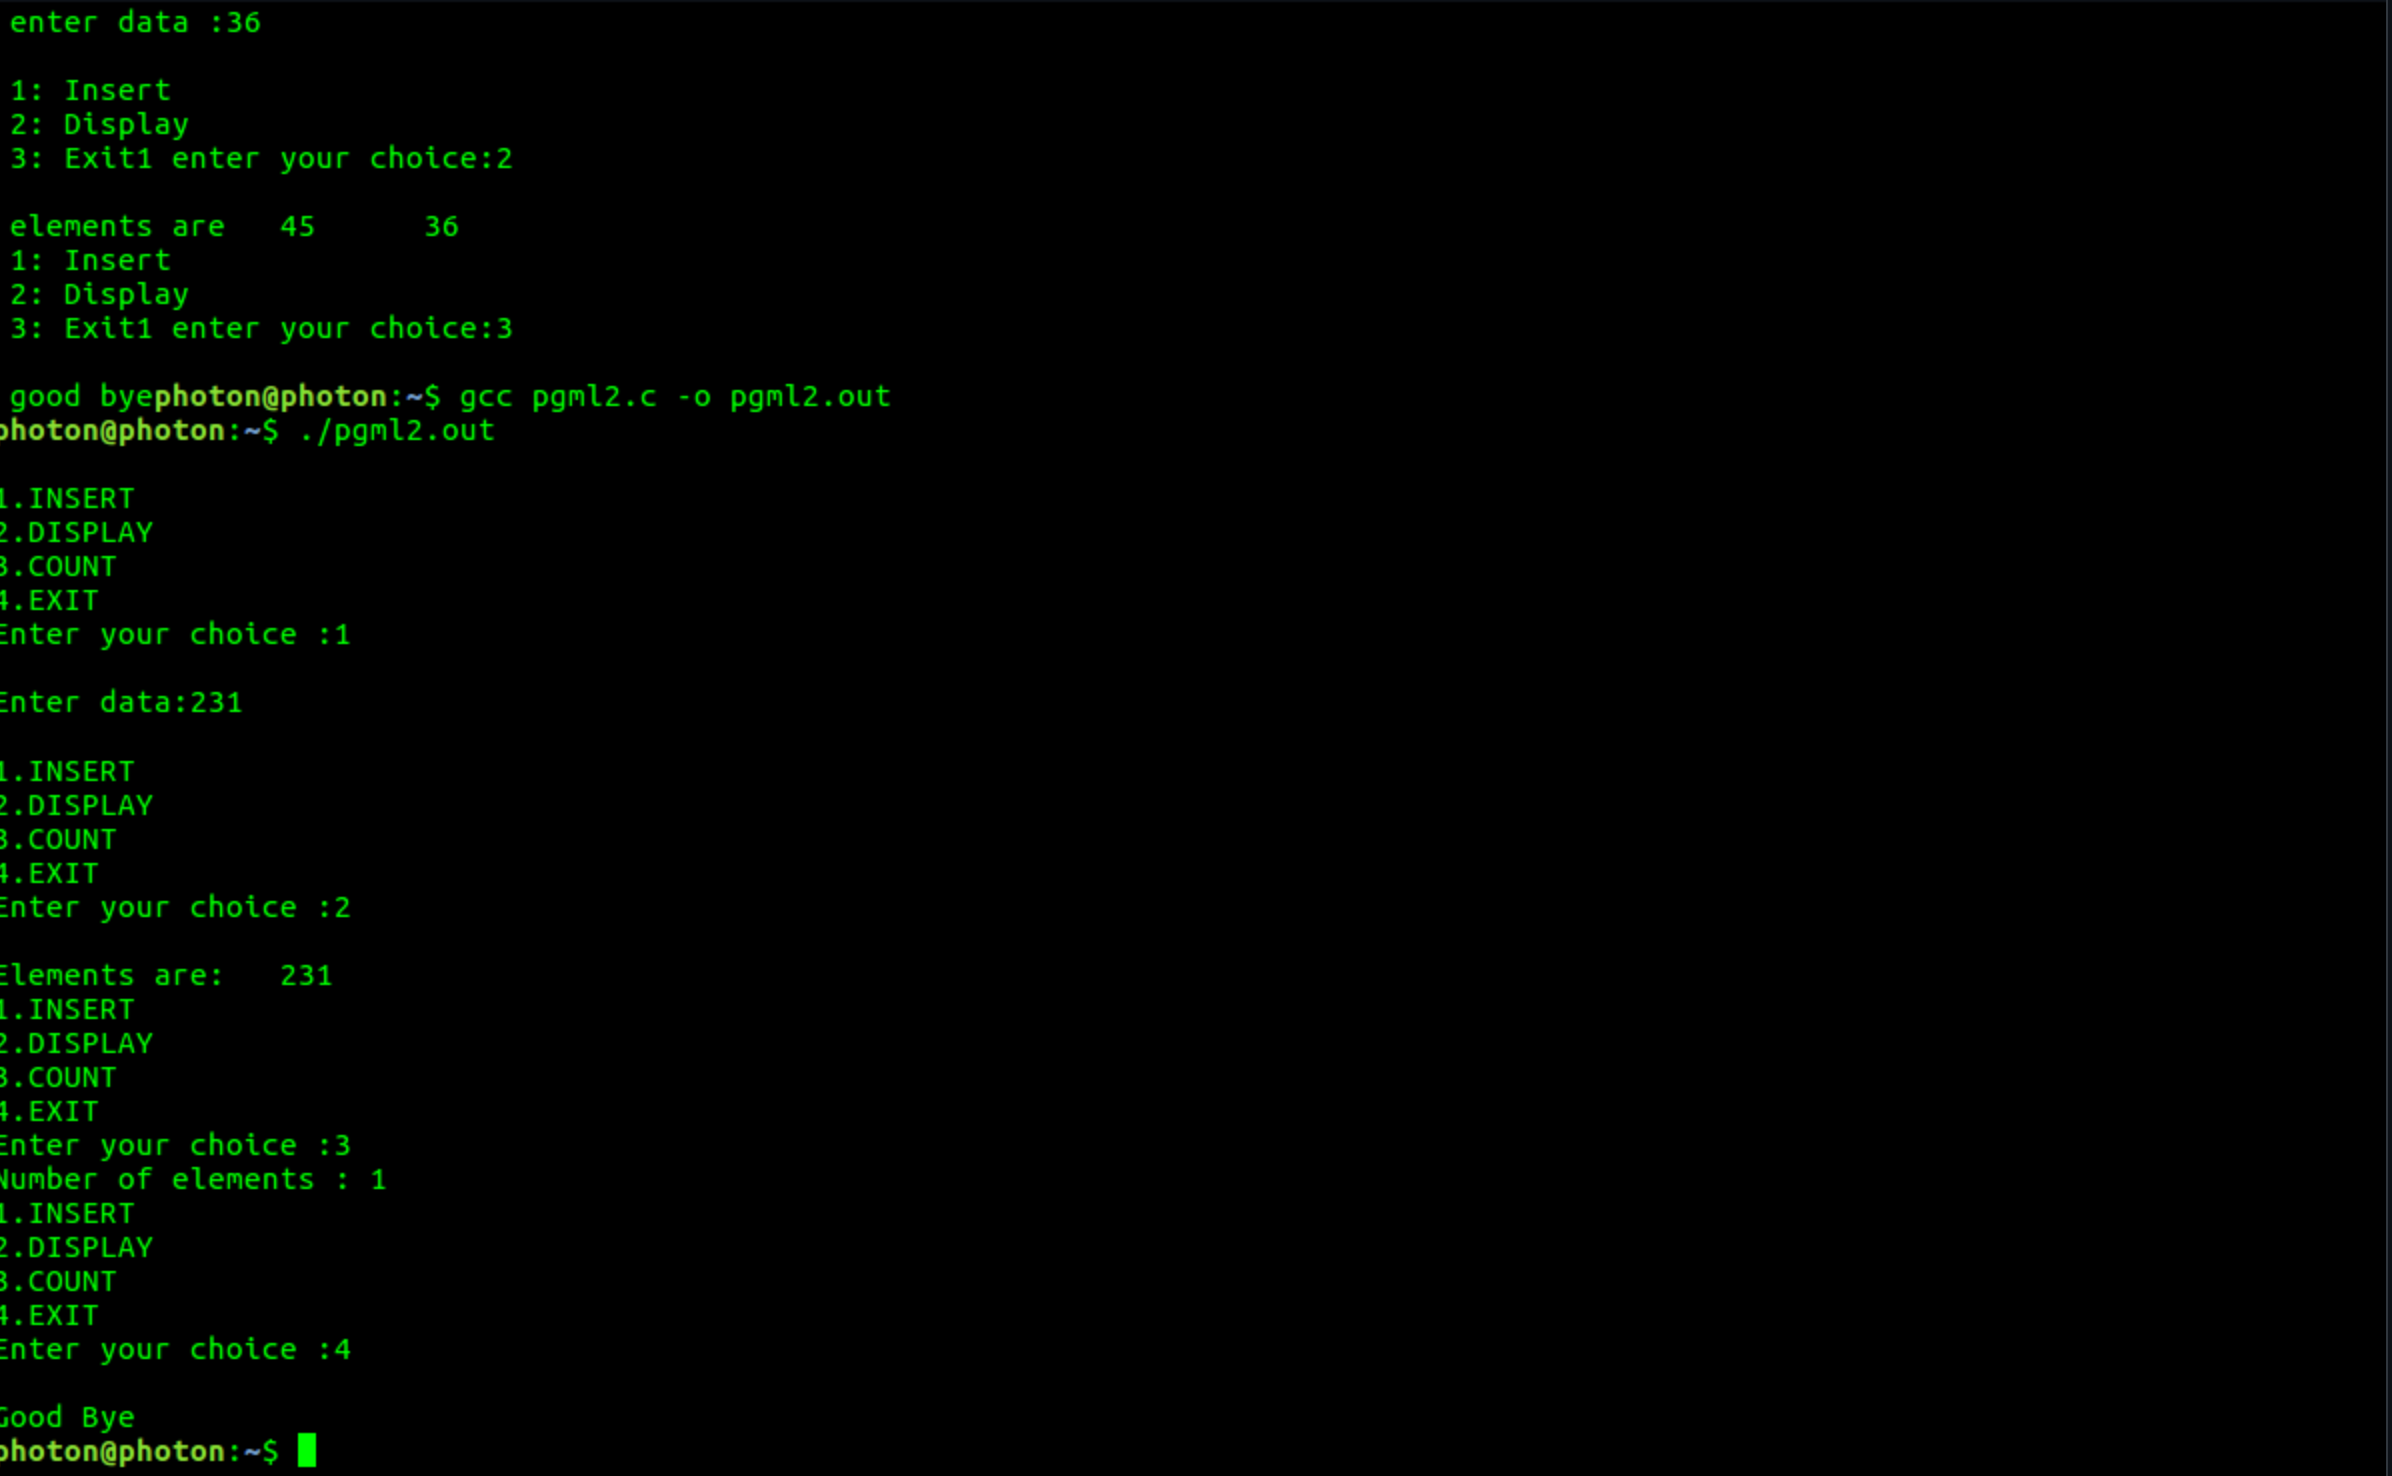 enter data :36
1: Insert
2: Display
3: Exit1 enter your choice:2
elements are   45      36
1: Insert
2: Display
3: Exit1 enter your choice:3
good byephoton@photon:~$ gcc pgml2.c -o pgml2.out
photon@photon:~$ ./pgml2.out
1.INSERT
2.DISPLAY
3.COUNT
4.EXIT
Enter your choice :1
Enter data:231
1.INSERT
2.DISPLAY
3.COUNT
4.EXIT
Enter your choice :2
Elements are:   231
1.INSERT
2.DISPLAY
3.COUNT
4.EXIT
Enter your choice :3
Number of elements : 1
1.INSERT
2.DISPLAY
3.COUNT
4.EXIT
Enter your choice :4
Good Bye
photon@photon:~$